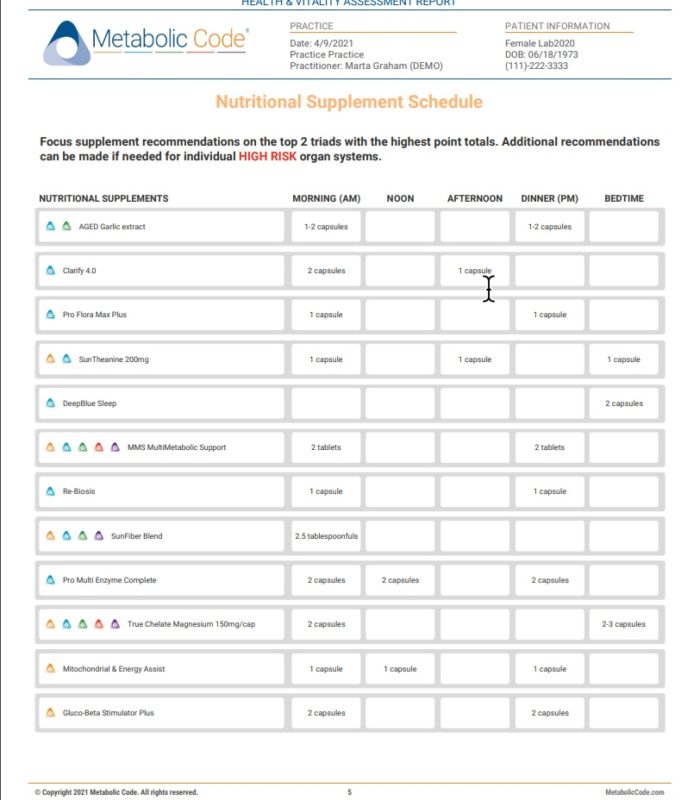 HEALTH & VITALITY ASSESSMENT REPORT
Metabolic Code®
PRACTICE
Date: 4/9/2021
Practice Practice
Practitioner: Marta Graham (DEMO)
PATIENT INFORMATION
Female Lab2020
DOB: 06/18/1973
(111)-222-3333
Nutritional Supplement Schedule
Focus supplement recommendations on the top 2 triads with the highest point totals. Additional recommendations
can be made if needed for individual HIGH RISK organ systems.
NUTRITIONAL SUPPLEMENTS MORNING (AM) NOON AFTERNOON DINNER (PM) BEDTIME
AGED Garlic extract 1-2 capsules 1-2 capsules
Clarify 4.0 2 capsules 1 capsule
Pro Flora Max Plus 1 capsule 1 capsule
SunTheanine 200mg 1 capsule 1 capsule 1 capsule
DeepBlue Sleep 2 capsules
MMS MultiMetabolic Support 2 tablets 2 tablets
Re-Biosis 1 capsule 1 capsule
SunFiber Blend 2.5 tablespoonfuls
Pro Multi Enzyme Complete 2 capsules 2 capsules 2 capsules
True Chelate Magnesium 150mg/cap 2 capsules 2-3 capsules
Mitochondrial & Energy Assist 1 capsule 1 capsule 1 capsule
Gluco-Beta Stimulator Plus 2 capsules 2 capsules
© Copyright 2021 Metabolic Code. All rights reserved. 5 MetabolicCode.com